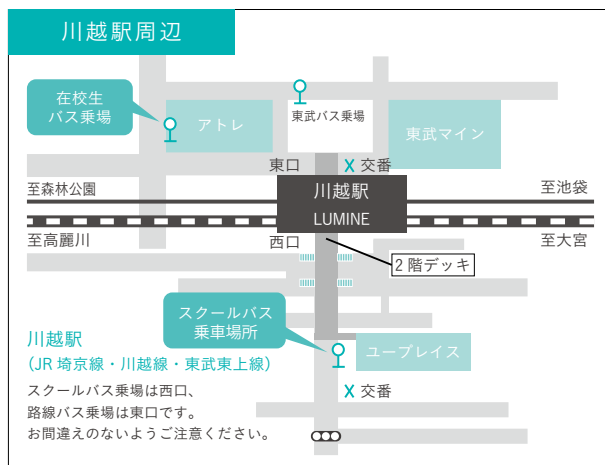 川越駅周辺
在校生
バス乗場
アトレ
東武バス乗場
東武マイン
東口
交番
至森林公園
川越駅
LUMINE
至池袋
至高麗川
西口
至大宮
2階デッキ
スクールバス
乗車場所
ユープレイス
川越駅
（JR埼京線・川越線・東武東上線）
スクールバス乗場は西口、
路線バス乗場は東口です。
お間違えのないようご注意ください。
交番